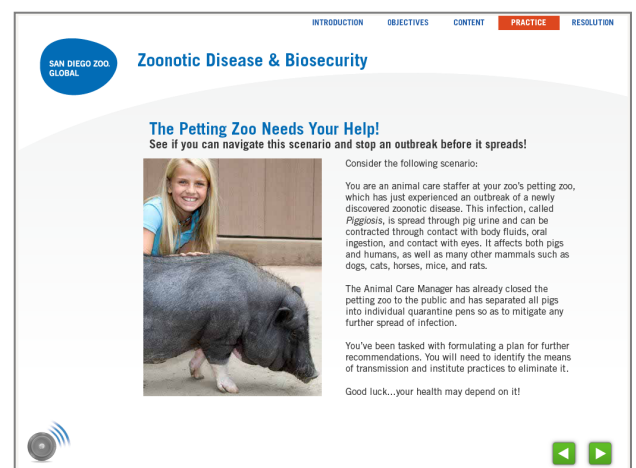 INTRODUCTION OBJECTIVES CONTENT PRACTICE RESOLUTION
SAN DIEGO ZOO.
GLOBAL
Zoonotic Disease & Biosecurity
The Petting Zoo Needs Your Help!
See if you can navigate this scenario and stop an outbreak before it spreads!
Consider the following scenario:
You are an animal care staffer at your zoo's petting zoo,
which has just experienced an outbreak of a newly
discovered zoonotic disease. This infection, called
Piggiosis, is spread through pig urine and can be
contracted through contact with body fluids, oral
ingestion, and contact with eyes. It affects both pigs
and humans, as well as many other mammals such as
dogs, cats, horses, mice, and rats.
The Animal Care Manager has already closed the
petting zoo to the public and has separated all pigs
into individual quarantine pens so as to mitigate any
further spread of infection.
You've been tasked with formulating a plan for further
recommendations. You will need to identify the means
of transmission and institute practices to eliminate it.
Good luck...your health may depend on it!